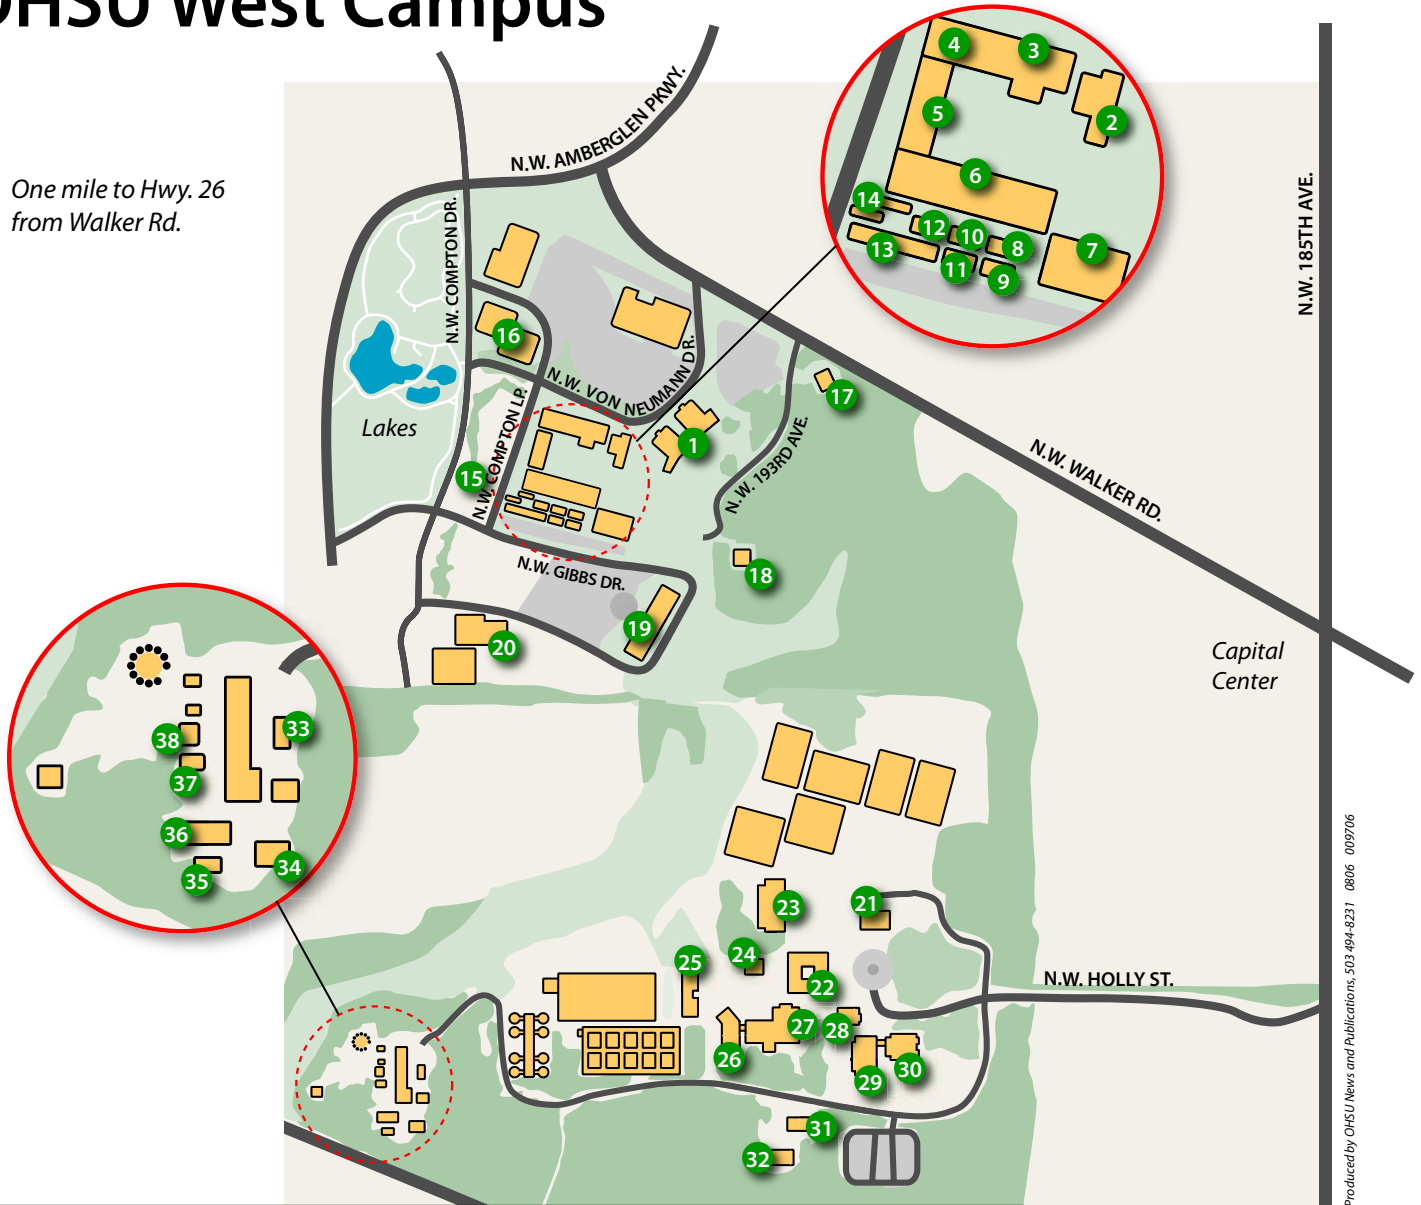 OHSU West Campus
One mile to Hwy. 26
from Walker Rd.
N.W. AMBERGLEN PKWY.
N.W. COMPTON DR.
N.W. 185TH AVE.
4
3
5
2
6
14
12
10
8
7
13
11
9
16
N.W. VON NEUMANN DR.
17
Lakes
N.W. COMPTON LP.
1
15
N.W. 193RD AVE.
N.W. WALKER RD.
N.W. GIBBS DR.
18
19
20
Capital
Center
33
38
37
36
34
35
23
21
24
25
22
N.W. HOLLY ST.
27
28
26
30
29
31
32
Produced by OHSU News and Publications, 503 494-8231 0806 009706